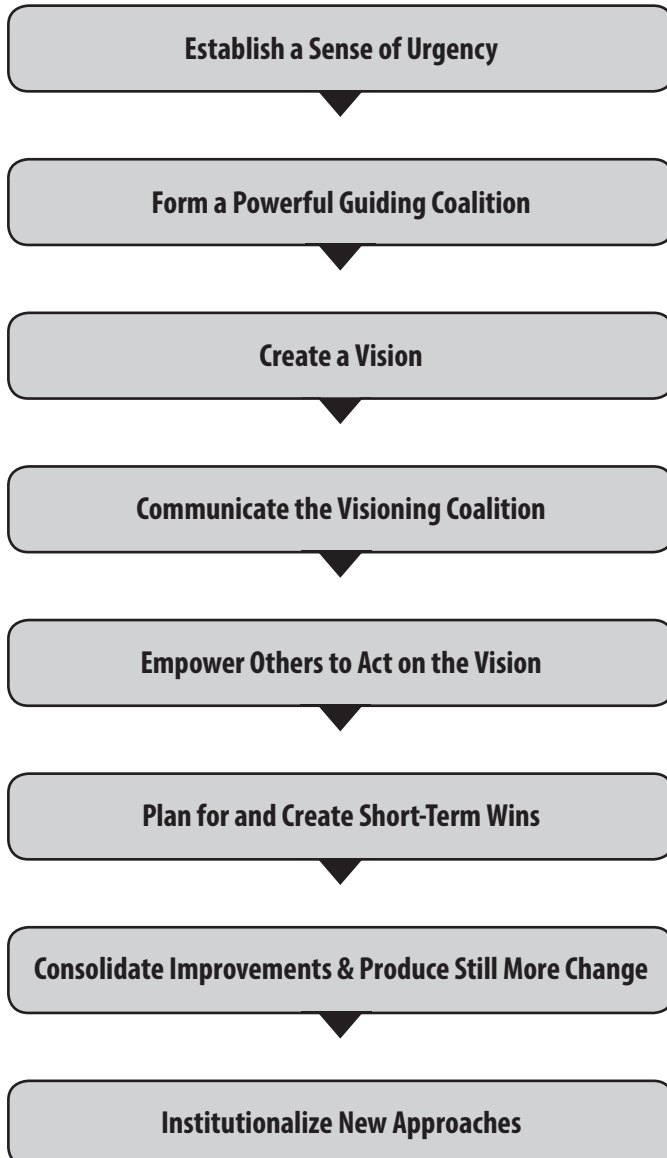 Establish a Sense of Urgency
Form a Powerful Guiding Coalition
Create a Vision
Communicate the Visioning Coalition
Empower Others to Act on the Vision
Plan for and Create Short-Term Wins
Consolidate Improvements & Produce Still More Change
Institutionalize New Approaches